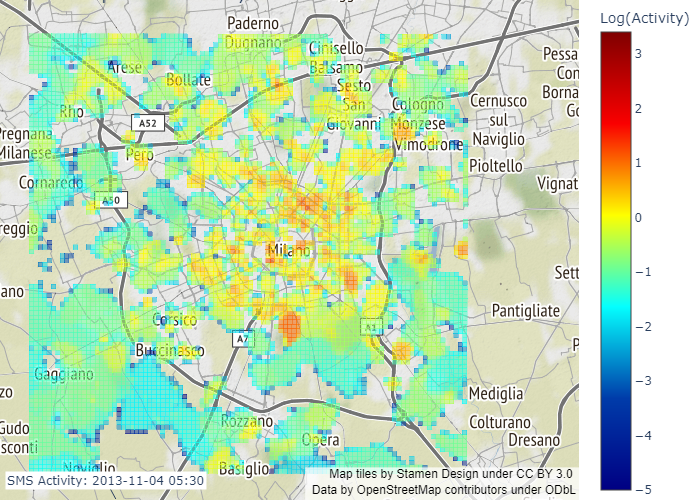 Paderno
Dugnano
Cinisello
Balsamo
Arese
Bollate
Sesto
San
Giovanni
Rho
A52
Cologno
Monzese
Cernusco
sul
Naviglio
Pessa
Con
Borna
Go
Pregnana
Milanese
Pero
Vimodrone
Pioltello
Cornaredo
A50
Vignat
reggio
Milano
Sett
ano
Pantigliate
Corsico
A7
A1
Buccinasco
P
Gaggiano
zo
Mediglia
Rozzano
Colturano
Gudo
sconti
Opera
Dresano
Noviglio
Basiglio
SMS Activity: 2013-11-04 05:30
Map tiles by Stamen Design under CC BY 3.0
Data by OpenStreetMap contributors under ODbL
Log(Activity)
3
2
1
0
−1
−2
−3
−4
−5